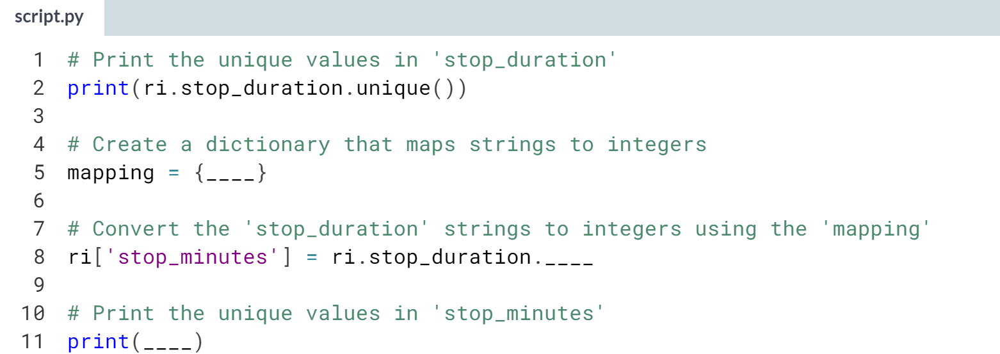 script.py
1 # Print the unique values in 'stop_duration'
2 print(ri.stop_duration.unique())
3
4 # Create a dictionary that maps strings to integers
5 mapping = {____}
6
7 # Convert the 'stop_duration' strings to integers using the 'mapping'
8 ri['stop_minutes'] = ri.stop_duration.____
9
10 # Print the unique values in 'stop_minutes'
11 print(____)